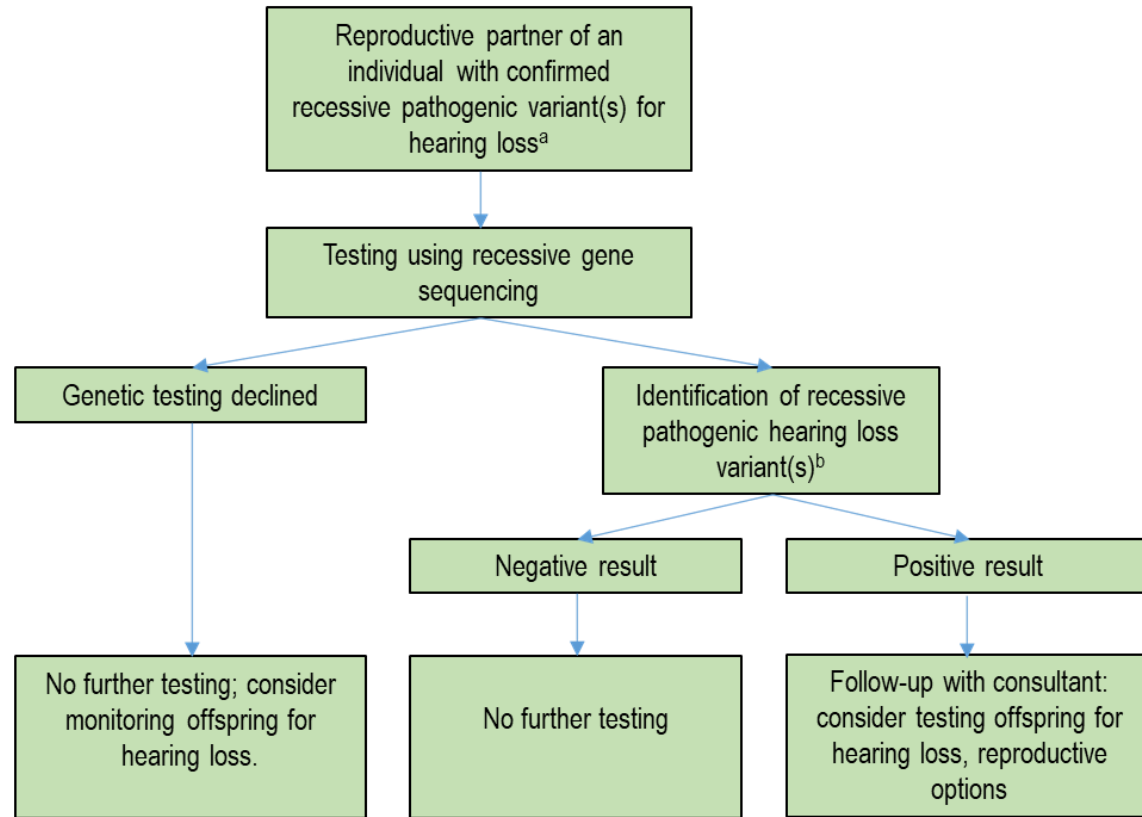 Reproductive partner of an
individual with confirmed
recessive pathogenic variant(s) for
hearing lossᵃ
Testing using recessive gene
sequencing
Genetic testing declined
Identification of recessive
pathogenic hearing loss
variant(s)ᵇ
Negative result
Positive result
No further testing; consider
monitoring offspring for
hearing loss.
No further testing
Follow-up with consultant:
consider testing offspring for
hearing loss, reproductive
options